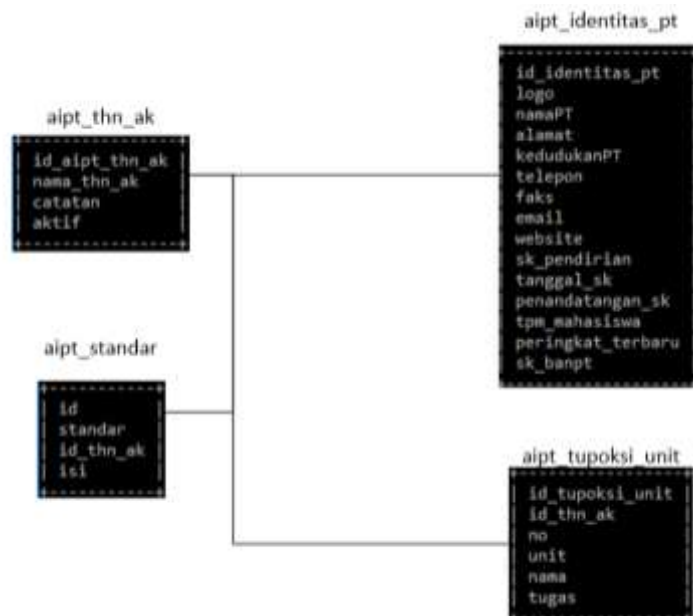 aipt_identitas_pt
id_identitas_pt
logo
namaPT
alamat
kedudukanPT
telepon
faks
email
website
sk_pendirian
tanggal_sk
penandatangan_sk
tpm_mahasiswa
peringkat_terbaru
sk_banpt
aipt_thn_ak
id_aipt_thn_ak
nama_thn_ak
catatan
aktif
aipt_standar
id
standar
id_thn_ak
isi
aipt_tupoksi_unit
id_tupoksi_unit
id_thn_ak
no
unit
nama
tugas